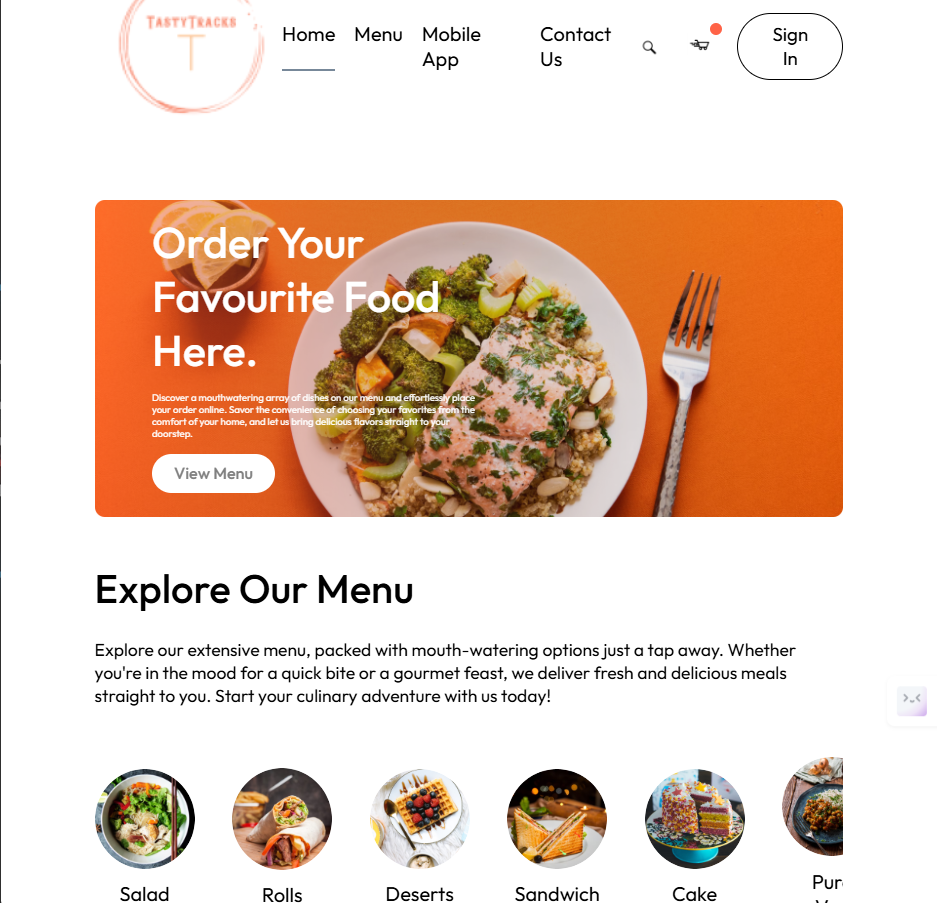 TASTYTRACKS
T
Home Menu Mobile App Contact Us Sign In
Order Your
Favourite Food
Here.
Discover a mouthwatering array of dishes on our menu and effortlessly place
your order online. Savor the convenience of choosing your favorites from the
comfort of your home, and let us bring delicious flavors straight to your
doorstep.
View Menu
Explore Our Menu
Explore our extensive menu, packed with mouth-watering options just a tap away. Whether
you're in the mood for a quick bite or a gourmet feast, we deliver fresh and delicious meals
straight to you. Start your culinary adventure with us today!
Salad Rolls Deserts Sandwich Cake